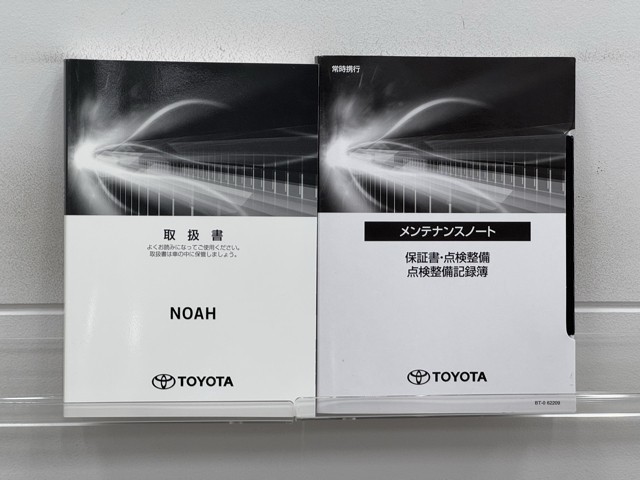 取扱書
よくお読みになってご使用ください。
取扱書は車の中に保管しましょう。
NOAH
TOYOTA
常時携行
メンテナンスノート
保証書・点検整備
点検整備記録簿
TOYOTA
BT-Ⅱ 62209